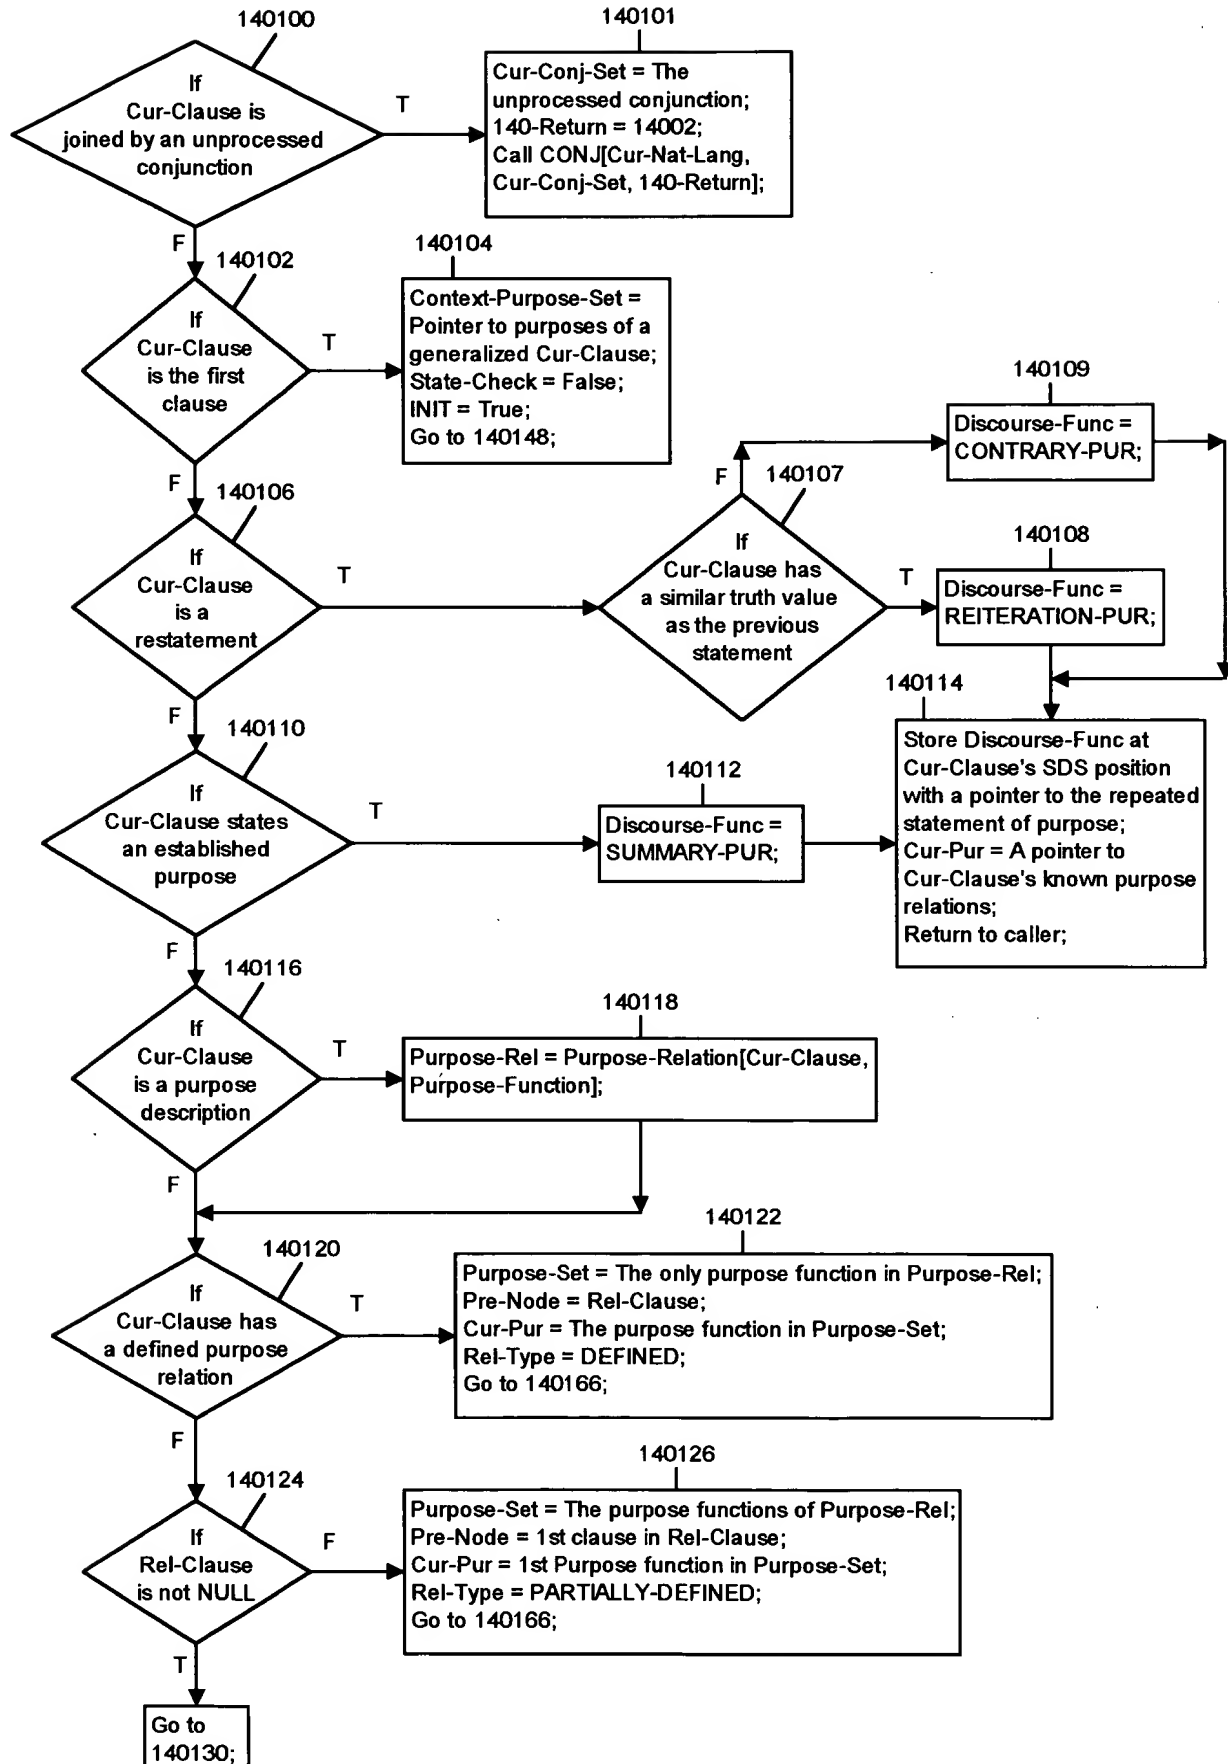 140100
If
Cur-Clause is
joined by an unprocessed
conjunction
T
140101
Cur-Conj-Set = The
unprocessed conjunction;
140-Return = 14002;
Call CONJ[Cur-Nat-Lang,
Cur-Conj-Set, 140-Return];
F
140102
If
Cur-Clause
is the first
clause
T
140104
Context-Purpose-Set =
Pointer to purposes of a
generalized Cur-Clause;
State-Check = False;
INIT = True;
Go to 140148;
F
140106
If
Cur-Clause
is a
restatement
T
140107
If
Cur-Clause has
a similar truth value
as the previous
statement
F
140109
Discourse-Func =
CONTRARY-PUR;
T
140108
Discourse-Func =
REITERATION-PUR;
F
140110
If
Cur-Clause states
an established
purpose
T
140112
Discourse-Func =
SUMMARY-PUR;
140114
Store Discourse-Func at
Cur-Clause's SDS position
with a pointer to the repeated
statement of purpose;
Cur-Pur = A pointer to
Cur-Clause's known purpose
relations;
Return to caller;
F
140116
If
Cur-Clause
is a purpose
description
T
140118
Purpose-Rel = Purpose-Relation[Cur-Clause,
Purpose-Function];
F
140120
If
Cur-Clause has
a defined purpose
relation
T
140122
Purpose-Set = The only purpose function in Purpose-Rel;
Pre-Node = Rel-Clause;
Cur-Pur = The purpose function in Purpose-Set;
Rel-Type = DEFINED;
Go to 140166;
F
140124
If
Rel-Clause
is not NULL
F
140126
Purpose-Set = The purpose functions of Purpose-Rel;
Pre-Node = 1st clause in Rel-Clause;
Cur-Pur = 1st Purpose function in Purpose-Set;
Rel-Type = PARTIALLY-DEFINED;
Go to 140166;
T
Go to
140130;